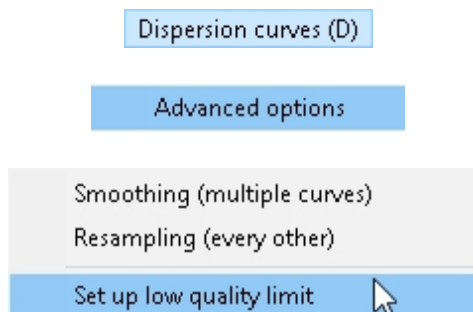 Dispersion curves (D)
Advanced options
Smoothing (multiple curves)
Resampling (every other)
Set up low quality limit